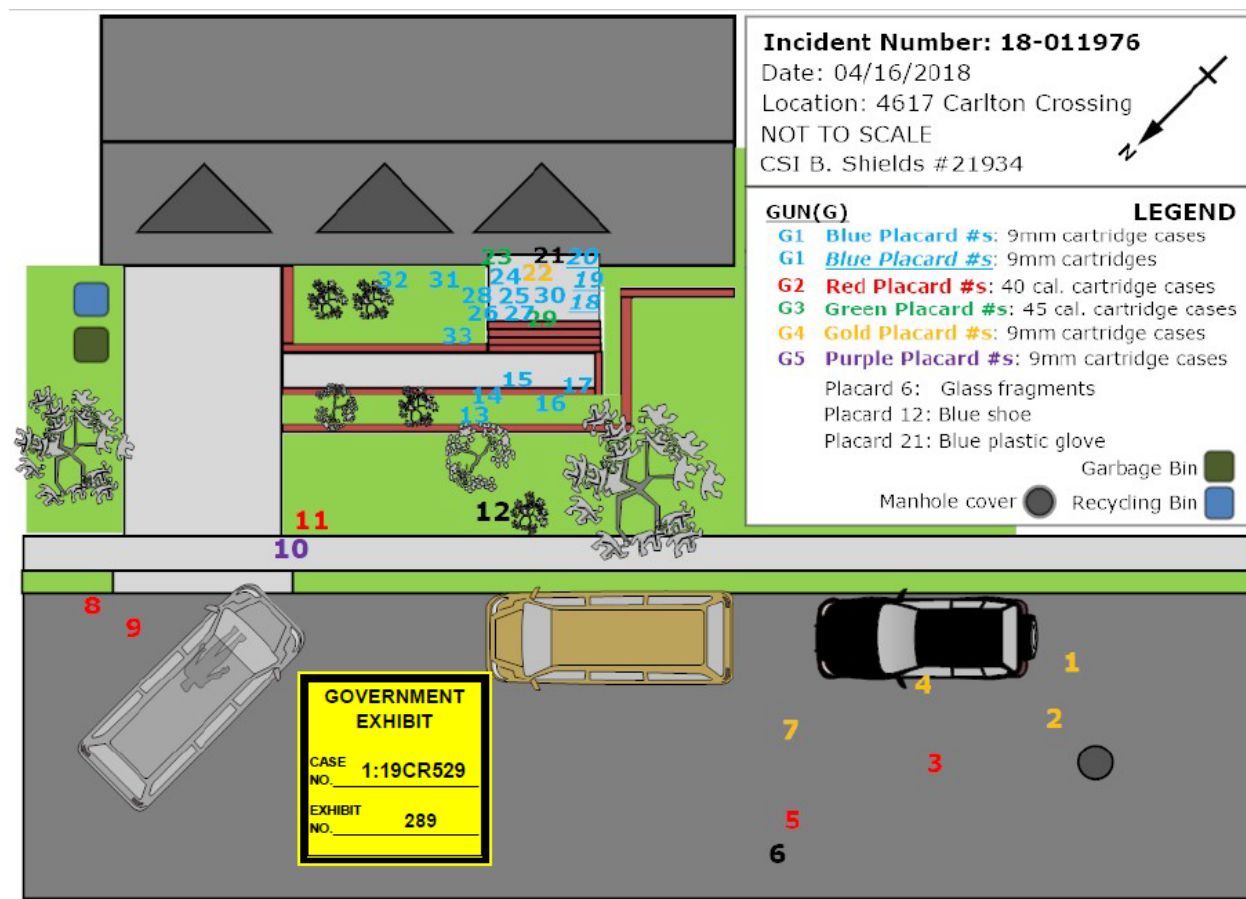 Incident Number: 18-011976
Date: 04/16/2018
Location: 4617 Carlton Crossing
NOT TO SCALE
CSI B. Shields #21934
N
GUN(G) LEGEND
G1 Blue Placard #s: 9mm cartridge cases
G1 Blue Placard #s: 9mm cartridges
G2 Red Placard #s: 40 cal. cartridge cases
G3 Green Placard #s: 45 cal. cartridge cases
G4 Gold Placard #s: 9mm cartridge cases
G5 Purple Placard #s: 9mm cartridge cases
Placard 6: Glass fragments
Placard 12: Blue shoe
Placard 21: Blue plastic glove
Garbage Bin
Manhole cover Recycling Bin
23 21 20
32 31 24 22 19
28 25 30 18
26 27 29
33
15 17
14 16
13
12
11
10
8
9
1
4
2
7
3
5
6
GOVERNMENT
EXHIBIT
CASE
NO. 1:19CR529
EXHIBIT
NO. 289